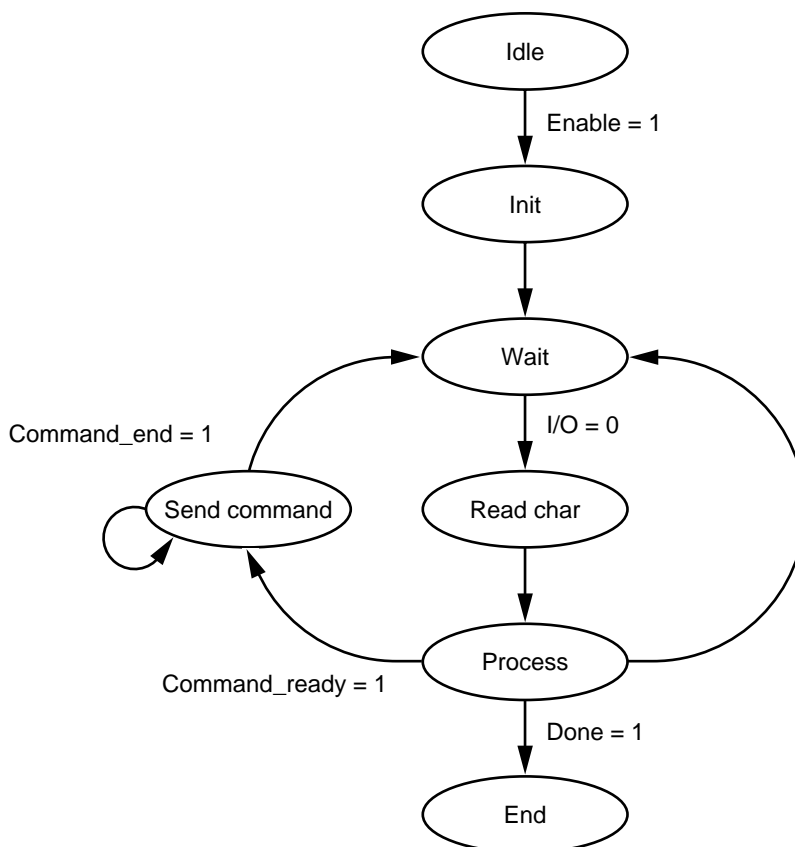 Idle
Enable = 1
Init
Wait
I/O = 0
Command_end = 1
Send command
Read char
Process
Command_ready = 1
Done = 1
End